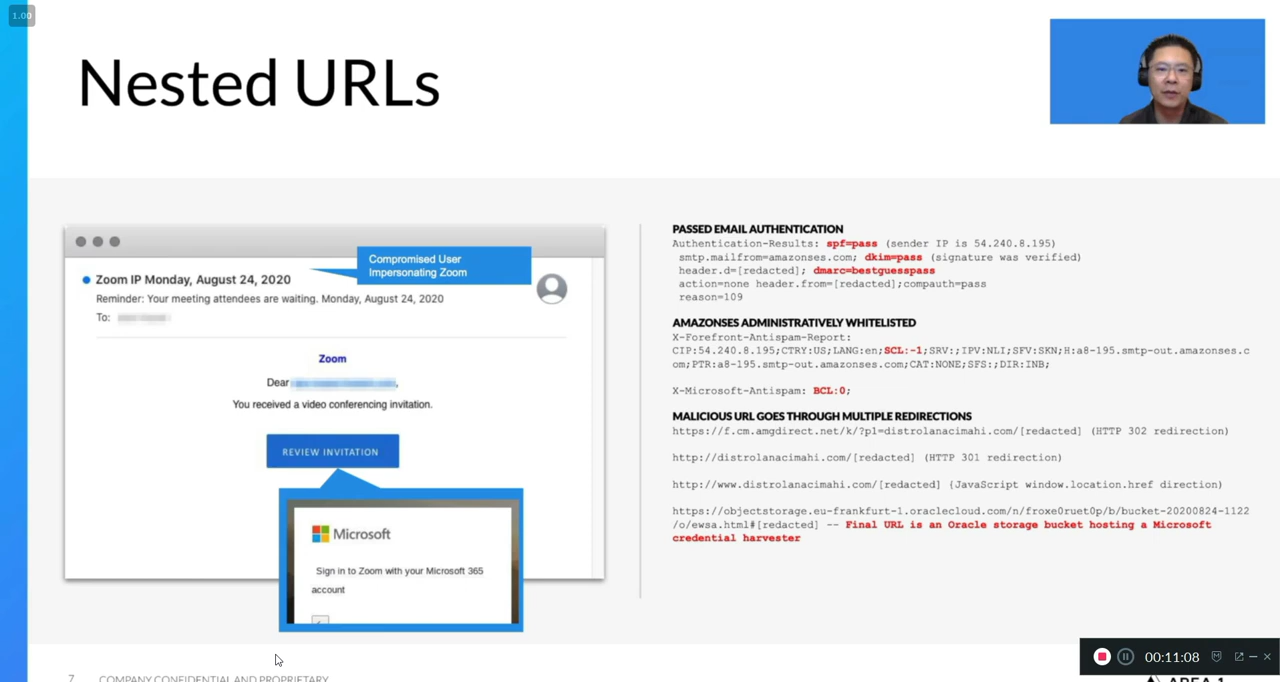 1.00
Nested URLs
Compromised User
Impersonating Zoom
Zoom IP Monday, August 24, 2020
Reminder: Your meeting attendees are waiting. Monday, August 24, 2020
To:
Zoom
Dear ,
You received a video conferencing invitation.
REVIEW INVITATION
Microsoft
Sign in to Zoom with your Microsoft 365
account
PASSED EMAIL AUTHENTICATION
Authentication-Results: spf=pass (sender IP is 54.240.8.195)
smtp.mailfrom=amazonses.com; dkim=pass (signature was verified)
header.d=[redacted]; dmarc=bestguesspass
action=none header.from=[redacted];compauth=pass
reason=109
AMAZONSES ADMINISTRATIVELY WHITELISTED
X-Forefront-Antispam-Report:
CIP:54.240.8.195;CTRY:US;LANG:en;SCL:-1;SRV:;IPV:NLI;SFV:SKN;H:a8-195.smtp-out.amazonses.c
om;PTR:a8-195.smtp-out.amazonses.com;CAT:NONE;SFS:;DIR:INB;
X-Microsoft-Antispam: BCL:0;
MALICIOUS URL GOES THROUGH MULTIPLE REDIRECTIONS
https://f.cm.amgdirect.net/k/?p1=distrolanacimahi.com/[redacted] (HTTP 302 redirection)
http://distrolanacimahi.com/[redacted] (HTTP 301 redirection)
http://www.distrolanacimahi.com/[redacted] {JavaScript window.location.href direction)
https://objectstorage.eu-frankfurt-1.oraclecloud.com/n/froxe0ruet0p/b/bucket-20200824-1122
/o/ewsa.html#[redacted] -- Final URL is an Oracle storage bucket hosting a Microsoft
credential harvester
00:11:08
7 COMPANY CONFIDENTIAL AND PROPRIETARY
AREA 1